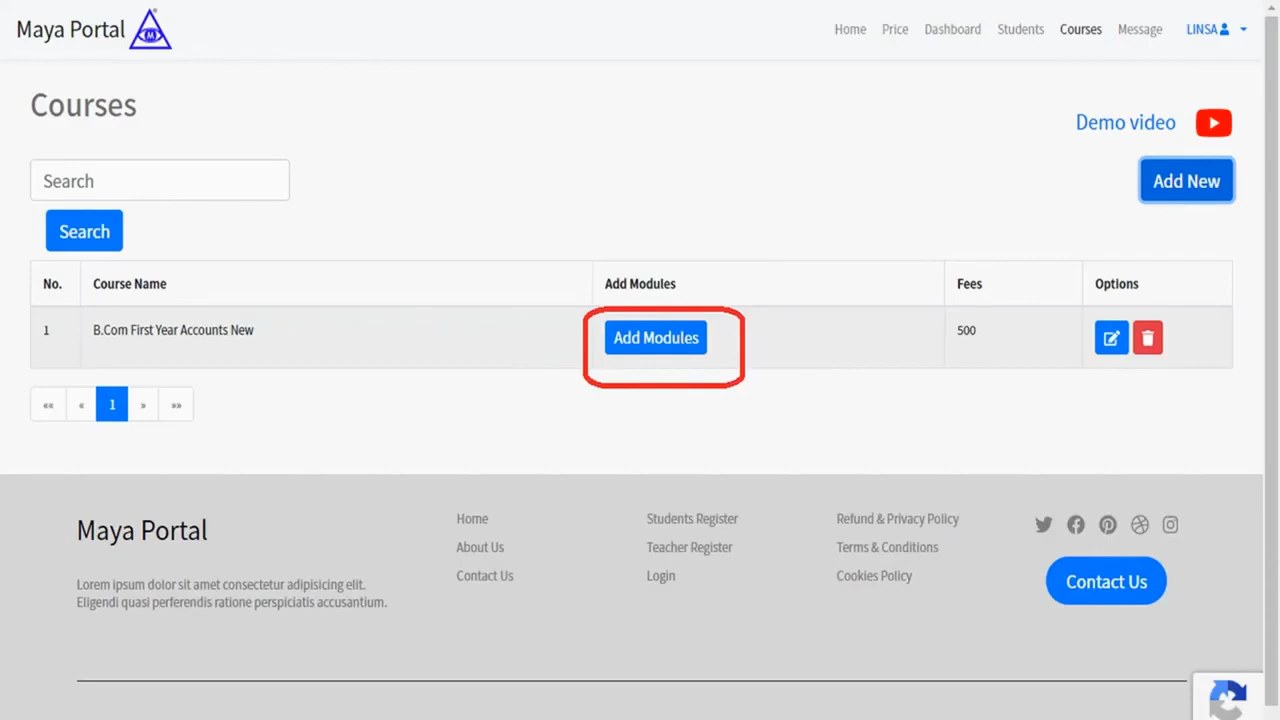 Maya Portal
M
Home Price Dashboard Students Courses Message LINSA
Courses
Demo video
Search
Add New
Search
No. Course Name Add Modules Fees Options
1 B.Com First Year Accounts New Add Modules 500
«« « 1 » »»
Maya Portal
Home Students Register Refund & Privacy Policy
About Us Teacher Register Terms & Conditions
Contact Us Login Cookies Policy
Lorem ipsum dolor sit amet consectetur adipisicing elit.
Eligendi quasi perferendis ratione perspiciatis accusantium.
Contact Us